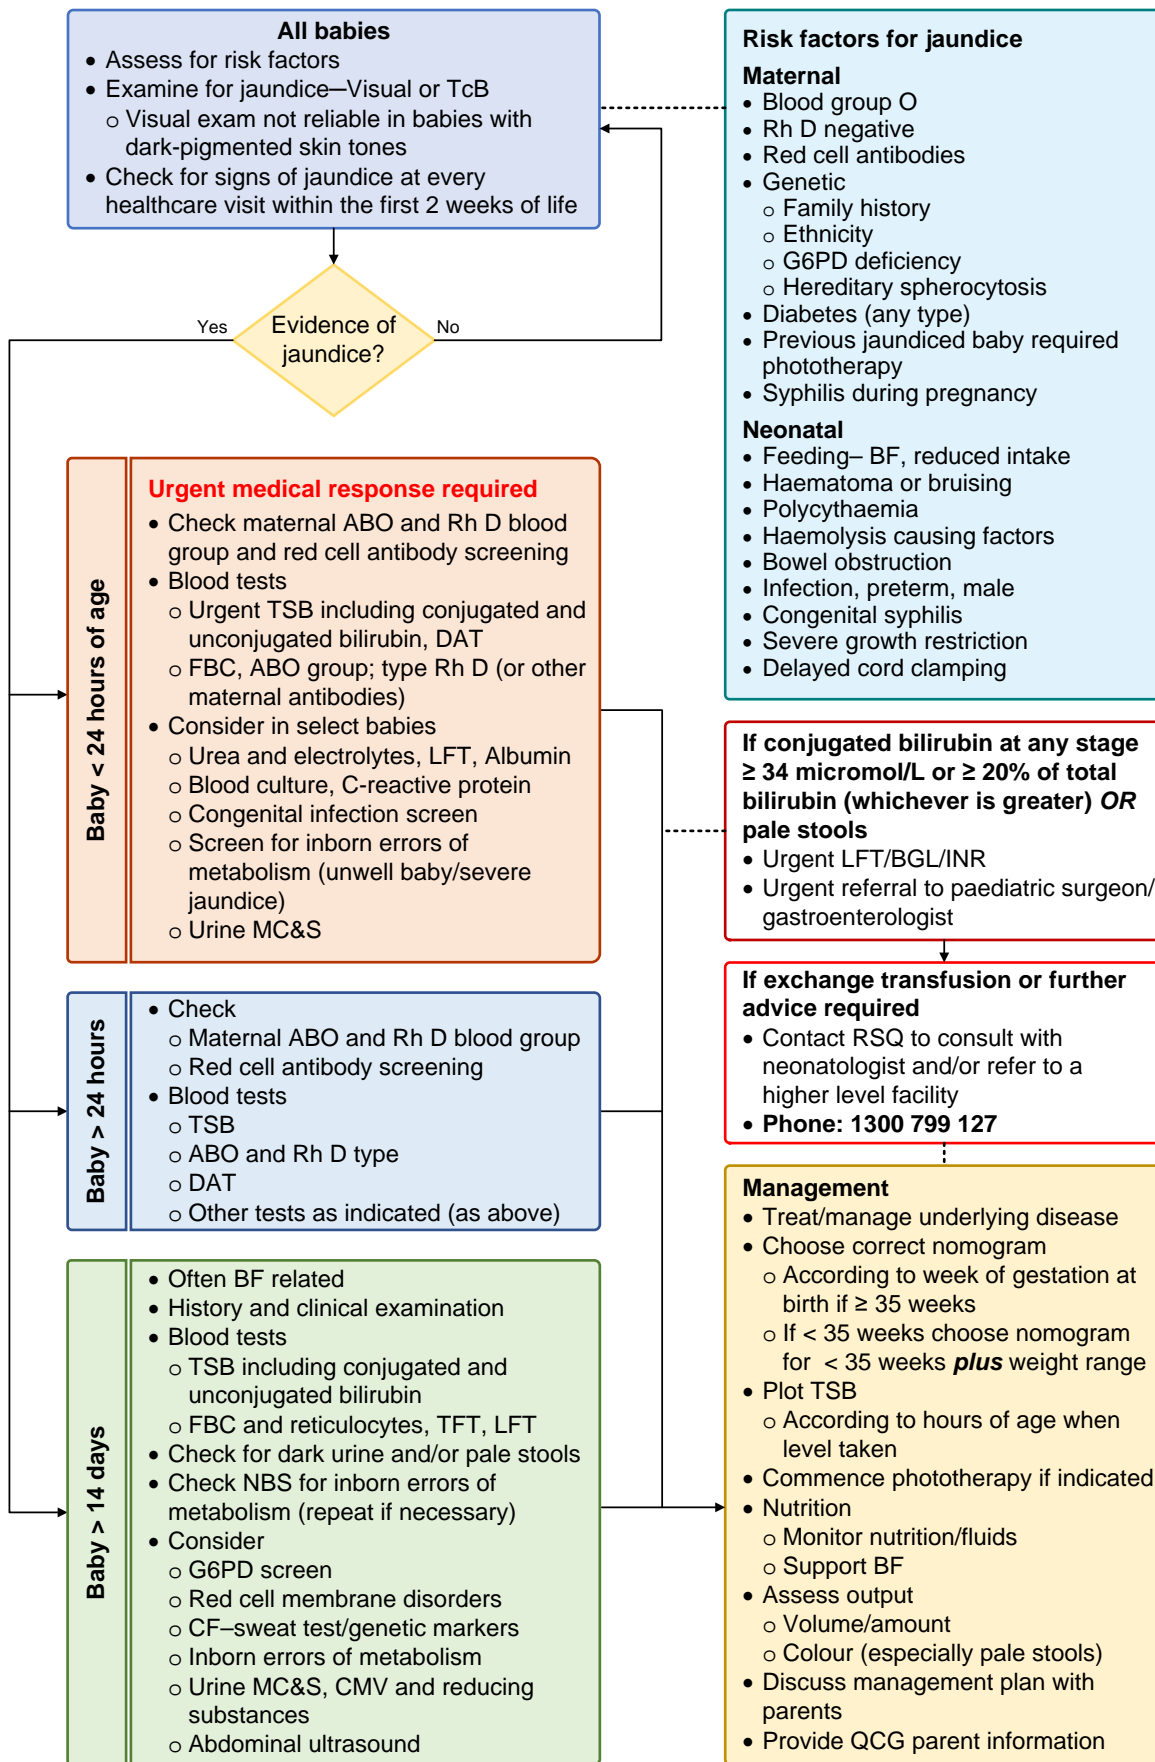 All babies
• Assess for risk factors
• Examine for jaundice—Visual or TcB
o Visual exam not reliable in babies with
dark-pigmented skin tones
• Check for signs of jaundice at every
healthcare visit within the first 2 weeks of life
Evidence of
jaundice?
Yes
No
Risk factors for jaundice
Maternal
• Blood group O
• Rh D negative
• Red cell antibodies
• Genetic
o Family history
o Ethnicity
o G6PD deficiency
o Hereditary spherocytosis
• Diabetes (any type)
• Previous jaundiced baby required
phototherapy
• Syphilis during pregnancy
Neonatal
• Feeding– BF, reduced intake
• Haematoma or bruising
• Polycythaemia
• Haemolysis causing factors
• Bowel obstruction
• Infection, preterm, male
• Congenital syphilis
• Severe growth restriction
• Delayed cord clamping
Baby < 24 hours of age
Urgent medical response required
• Check maternal ABO and Rh D blood
group and red cell antibody screening
• Blood tests
o Urgent TSB including conjugated and
unconjugated bilirubin, DAT
o FBC, ABO group; type Rh D (or other
maternal antibodies)
• Consider in select babies
o Urea and electrolytes, LFT, Albumin
o Blood culture, C-reactive protein
o Congenital infection screen
o Screen for inborn errors of
metabolism (unwell baby/severe
jaundice)
o Urine MC&S
Baby > 24 hours
• Check
o Maternal ABO and Rh D blood group
o Red cell antibody screening
• Blood tests
o TSB
o ABO and Rh D type
o DAT
o Other tests as indicated (as above)
Baby > 14 days
• Often BF related
• History and clinical examination
• Blood tests
o TSB including conjugated and
unconjugated bilirubin
o FBC and reticulocytes, TFT, LFT
• Check for dark urine and/or pale stools
• Check NBS for inborn errors of
metabolism (repeat if necessary)
• Consider
o G6PD screen
o Red cell membrane disorders
o CF–sweat test/genetic markers
o Inborn errors of metabolism
o Urine MC&S, CMV and reducing
substances
o Abdominal ultrasound
If conjugated bilirubin at any stage
≥ 34 micromol/L or ≥ 20% of total
bilirubin (whichever is greater) OR
pale stools
• Urgent LFT/BGL/INR
• Urgent referral to paediatric surgeon/
gastroenterologist
If exchange transfusion or further
advice required
• Contact RSQ to consult with
neonatologist and/or refer to a
higher level facility
• Phone: 1300 799 127
Management
• Treat/manage underlying disease
• Choose correct nomogram
o According to week of gestation at
birth if ≥ 35 weeks
o If < 35 weeks choose nomogram
for < 35 weeks plus weight range
• Plot TSB
o According to hours of age when
level taken
• Commence phototherapy if indicated
• Nutrition
o Monitor nutrition/fluids
o Support BF
• Assess output
o Volume/amount
o Colour (especially pale stools)
• Discuss management plan with
parents
• Provide QCG parent information